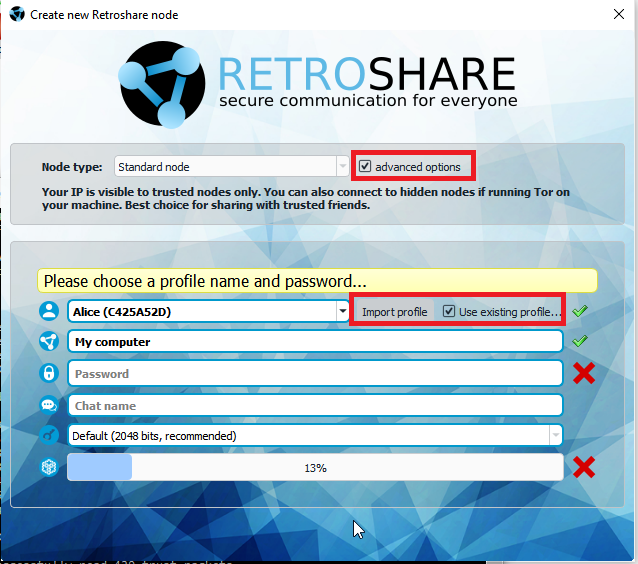 Create new Retroshare node
RETROSHARE
secure communication for everyone
Node type: Standard node advanced options
Your IP is visible to trusted nodes only. You can also connect to hidden nodes if running Tor on
your machine. Best choice for sharing with trusted friends.
Please choose a profile name and password...
Alice (C425A52D) Import profile Use existing profile...
My computer
Password
Chat name
Default (2048 bits, recommended)
13%